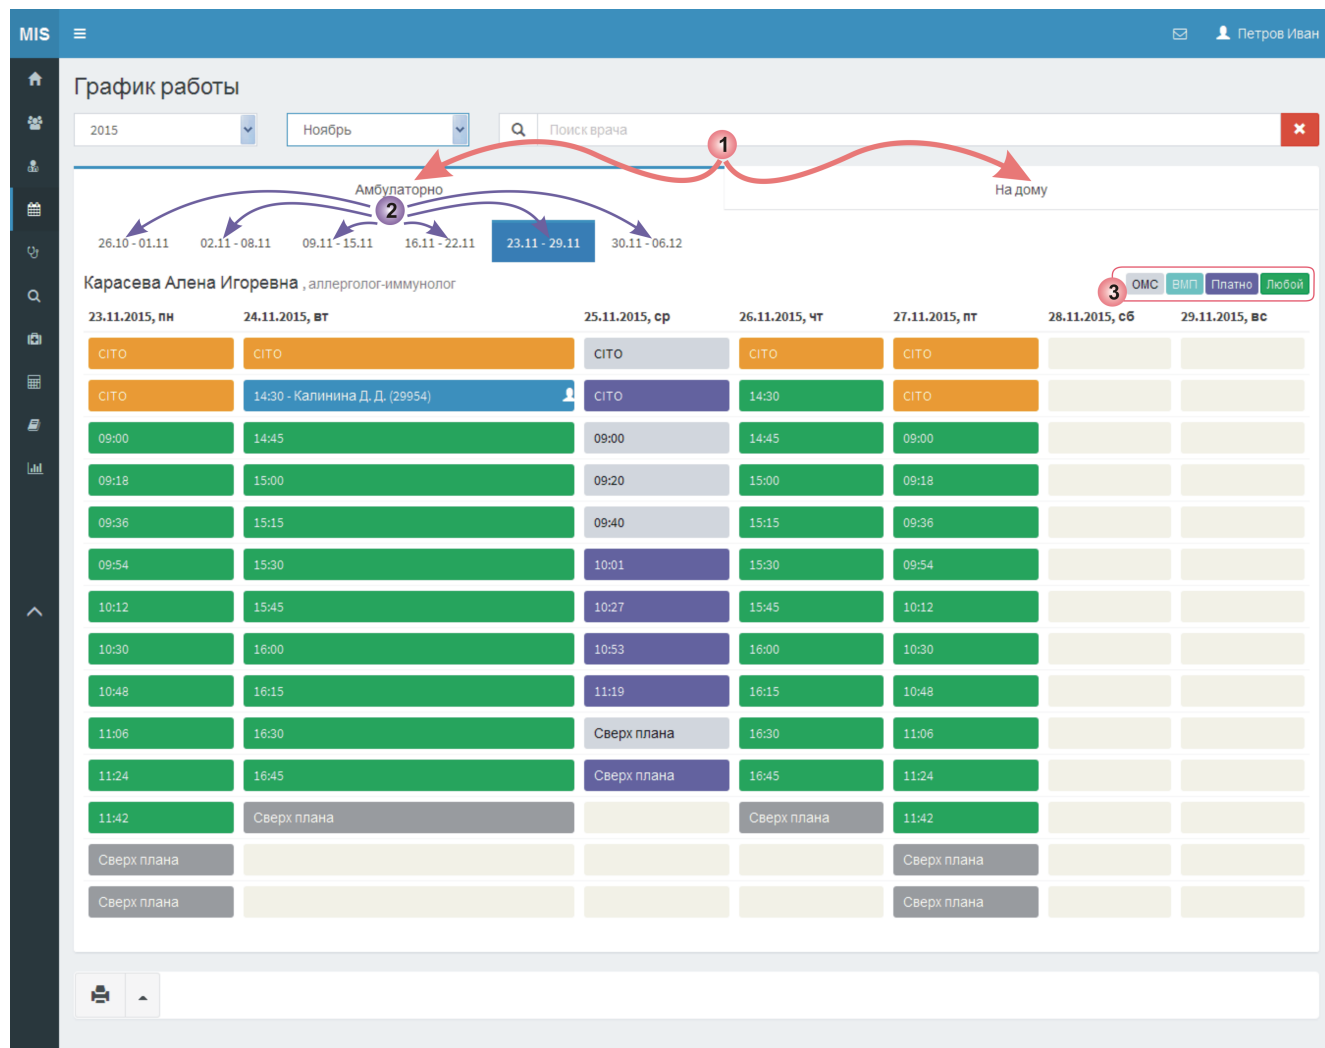 MIS Петров Иван
График работы
2015 Ноябрь Поиск врача
1
Амбулаторно На дому
2
26.10 - 01.11 02.11 - 08.11 09.11 - 15.11 16.11 - 22.11 23.11 - 29.11 30.11 - 06.12
Карасева Алена Игоревна , аллерголог-иммунолог 3 ОМС ВМП Платно Любой
23.11.2015, пн 24.11.2015, вт 25.11.2015, ср 26.11.2015, чт 27.11.2015, пт 28.11.2015, сб 29.11.2015, вс
CITO CITO CITO CITO CITO
CITO 14:30 - Калинина Д. Д. (29954) CITO 14:30 CITO
09:00 14:45 09:00 14:45 09:00
09:18 15:00 09:20 15:00 09:18
09:36 15:15 09:40 15:15 09:36
09:54 15:30 10:01 15:30 09:54
10:12 15:45 10:27 15:45 10:12
10:30 16:00 10:53 16:00 10:30
10:48 16:15 11:19 16:15 10:48
11:06 16:30 Сверх плана 16:30 11:06
11:24 16:45 Сверх плана 16:45 11:24
11:42 Сверх плана Сверх плана 11:42
Сверх плана Сверх плана
Сверх плана Сверх плана